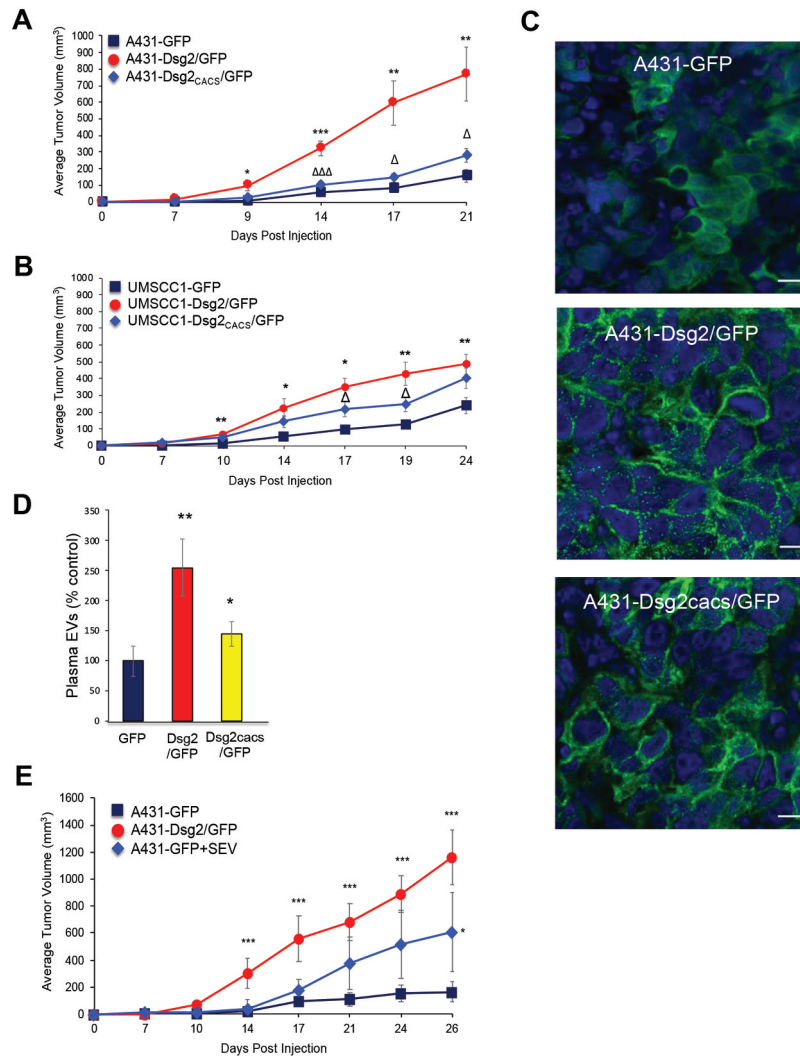 A
A431-GFP
A431-Dsg2/GFP
A431-Dsg2CACS/GFP
Average Tumor Volume (mm³)
1000
900
800
700
600
500
400
300
200
100
0
*
***
ΔΔΔ
**
Δ
**
Δ
0 7 9 14 17 21
Days Post Injection
B
UMSCC1-GFP
UMSCC1-Dsg2/GFP
UMSCC1-Dsg2CACS/GFP
Average Tumor Volume (mm³)
1000
900
800
700
600
500
400
300
200
100
0
**
*
*
Δ
**
Δ
**
0 7 10 14 17 19 24
Days Post Injection
C
A431-GFP
A431-Dsg2/GFP
A431-Dsg2cacs/GFP
D
Plasma EVs (% control)
350
300
250
200
150
100
50
0
**
*
GFP
Dsg2
/GFP
Dsg2cacs
/GFP
E
A431-GFP
A431-Dsg2/GFP
A431-GFP+SEV
Average Tumor Volume (mm³)
1600
1400
1200
1000
800
600
400
200
0
***
***
***
***
***
*
0 7 10 14 17 21 24 26
Days Post Injection